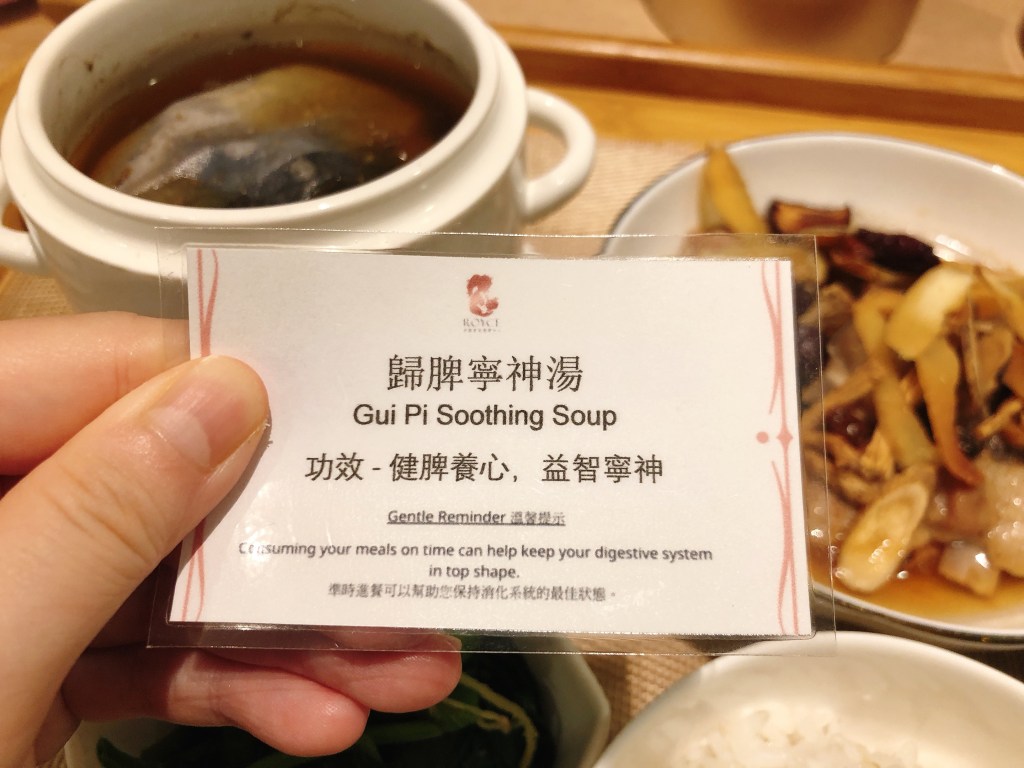 ROYCE
歸脾寧神湯
Gui Pi Soothing Soup
功效 - 健脾養心，益智寧神
Gentle Reminder 溫馨提示
Consuming your meals on time can help keep your digestive system
in top shape.
準時進餐可以幫助您保持消化系統的最佳狀態。